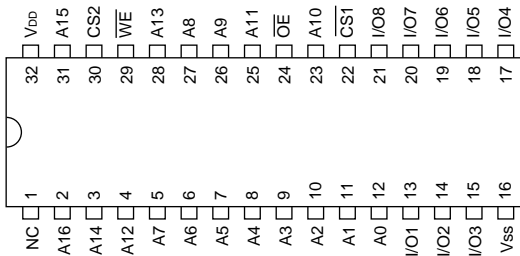 VDD A15 CS2 WE A13 A8 A9 A11 OE A10 CS1 I/O8 I/O7 I/O6 I/O5 I/O4
32 31 30 29 28 27 26 25 24 23 22 21 20 19 18 17
1 2 3 4 5 6 7 8 9 10 11 12 13 14 15 16
NC A16 A14 A12 A7 A6 A5 A4 A3 A2 A1 A0 I/O1 I/O2 I/O3 Vss